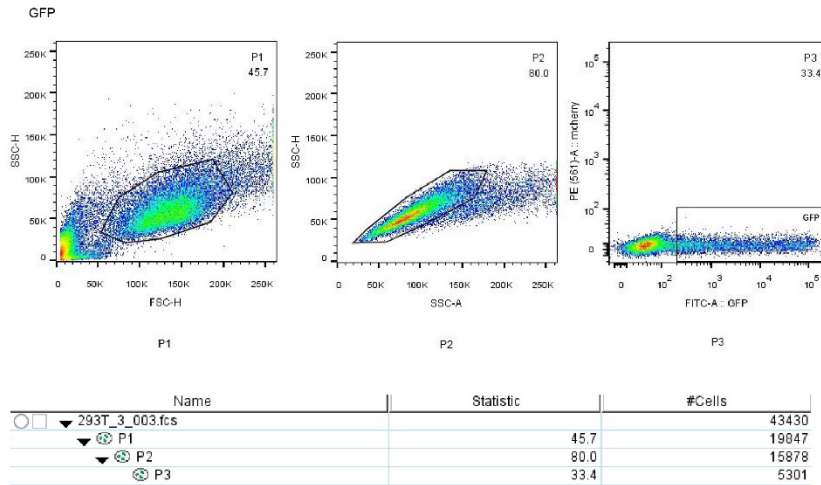 GFP
P1
45.7
250K
200K
150K
100K
50K
0
SSC-H
0 50K 100K 150K 200K 250K
FSC-H
P1
P2
80.0
250K
200K
150K
100K
50K
0
SSC-H
0 50K 100K 150K 200K 250K
SSC-A
P2
P3
33.4
10^5
10^4
10^3
10^2
0
PE (561)-A :: mcherry
GFP
0 10^2 10^3 10^4 10^5
FITC-A :: GFP
P3
Name Statistic #Cells
293T_3_003.fcs 43430
P1 45.7 19847
P2 80.0 15878
P3 33.4 5301